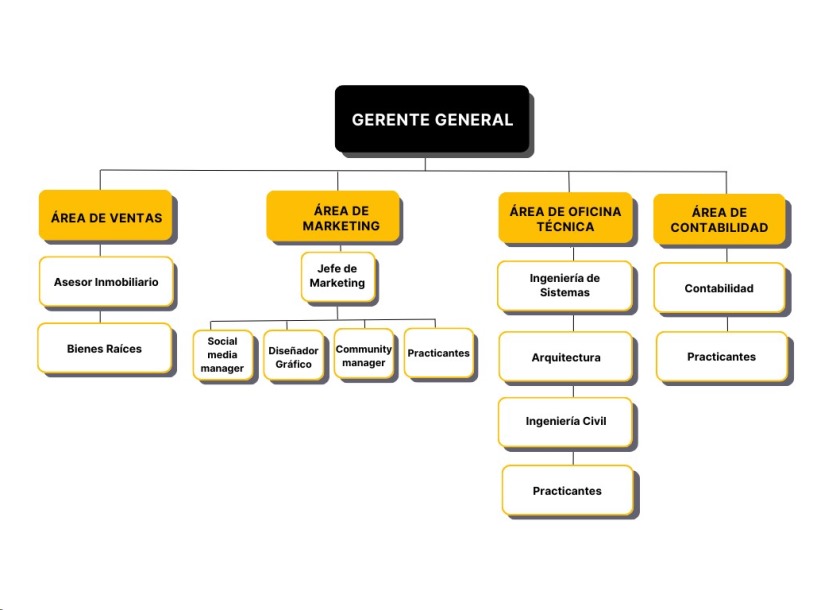 GERENTE GENERAL
ÁREA DE VENTAS
ÁREA DE
MARKETING
ÁREA DE OFICINA
TÉCNICA
ÁREA DE
CONTABILIDAD
Asesor Inmobiliario
Bienes Raíces
Jefe de
Marketing
Social
media
manager
Diseñador
Gráfico
Community
manager
Practicantes
Ingeniería de
Sistemas
Arquitectura
Ingeniería Civil
Practicantes
Contabilidad
Practicantes